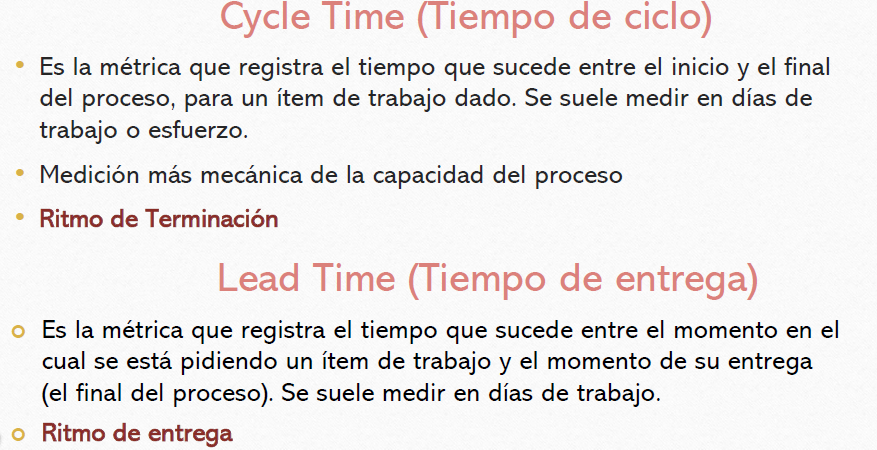 Cycle Time (Tiempo de ciclo)
• Es la métrica que registra el tiempo que sucede entre el inicio y el final
del proceso, para un ítem de trabajo dado. Se suele medir en días de
trabajo o esfuerzo.
• Medición más mecánica de la capacidad del proceso
• Ritmo de Terminación
Lead Time (Tiempo de entrega)
○ Es la métrica que registra el tiempo que sucede entre el momento en el
cual se está pidiendo un ítem de trabajo y el momento de su entrega
(el final del proceso). Se suele medir en días de trabajo.
○ Ritmo de entrega